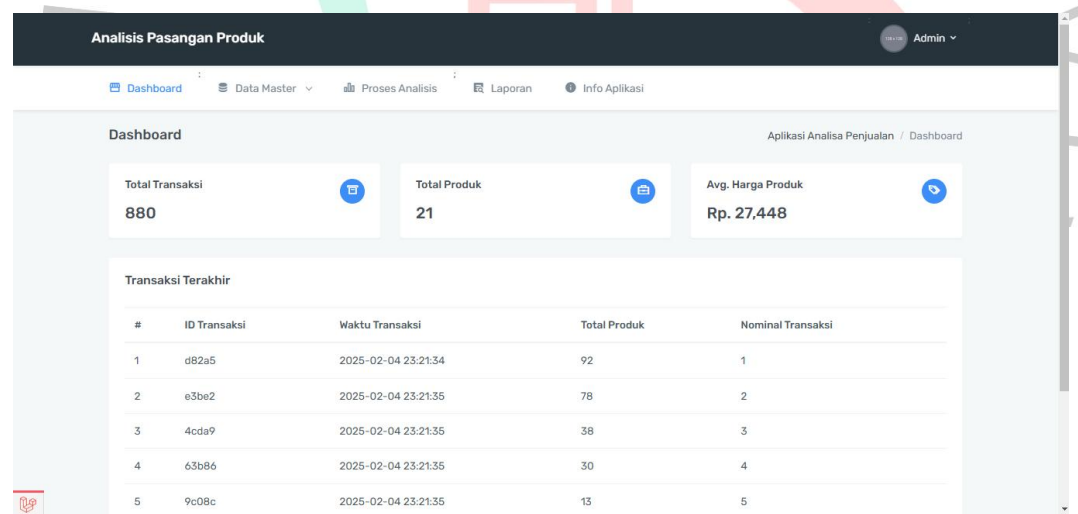 Analisis Pasangan Produk Admin
Dashboard Data Master Proses Analisis Laporan Info Aplikasi
Dashboard Aplikasi Analisa Penjualan / Dashboard
Total Transaksi Total Produk Avg. Harga Produk
880 21 Rp. 27,448
Transaksi Terakhir
# ID Transaksi Waktu Transaksi Total Produk Nominal Transaksi
1 d82a5 2025-02-04 23:21:34 92 1
2 e3be2 2025-02-04 23:21:35 78 2
3 4cda9 2025-02-04 23:21:35 38 3
4 63b86 2025-02-04 23:21:35 30 4
5 9c08c 2025-02-04 23:21:35 13 5